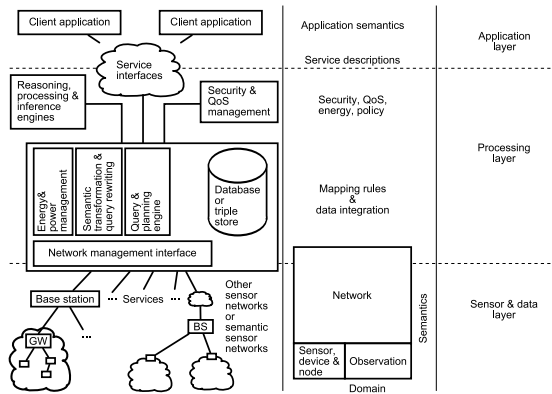 Client application
Client application
Application semantics
Application
layer
Service
interfaces
Service descriptions
Reasoning,
processing &
inference
engines
Security &
QoS
management
Security, QoS,
energy, policy
Processing
layer
Energy&
power
management
Semantic
transformation &
query rewriting
Query &
planning
engine
Database
or
triple
store
Mapping rules
&
data integration
Network management interface
Base station
··· Services ···
Other
sensor
networks
or
semantic
sensor
networks
...
GW
BS
Network
Sensor,
device &
node
Observation
Semantics
Domain
Sensor & data
layer